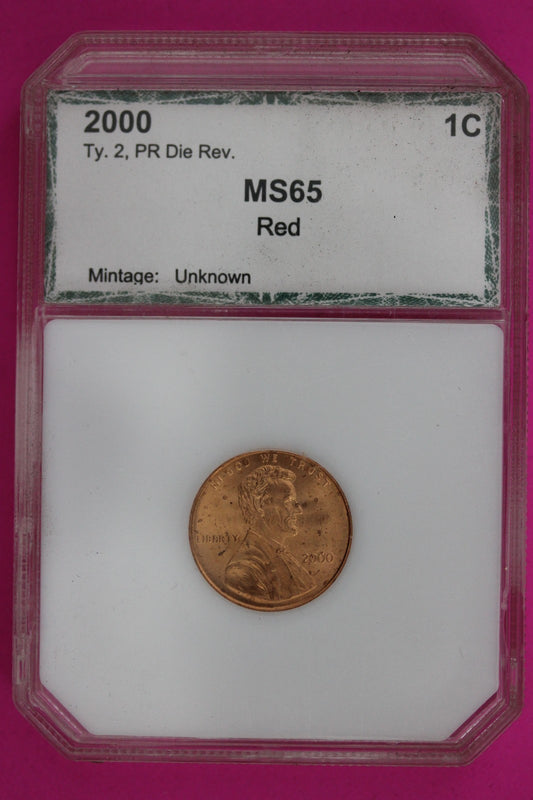 2000 1C
Ty. 2, PR Die Rev.
MS65
Red
Mintage: Unknown
IN GOD WE TRUST
LIBERTY
2000